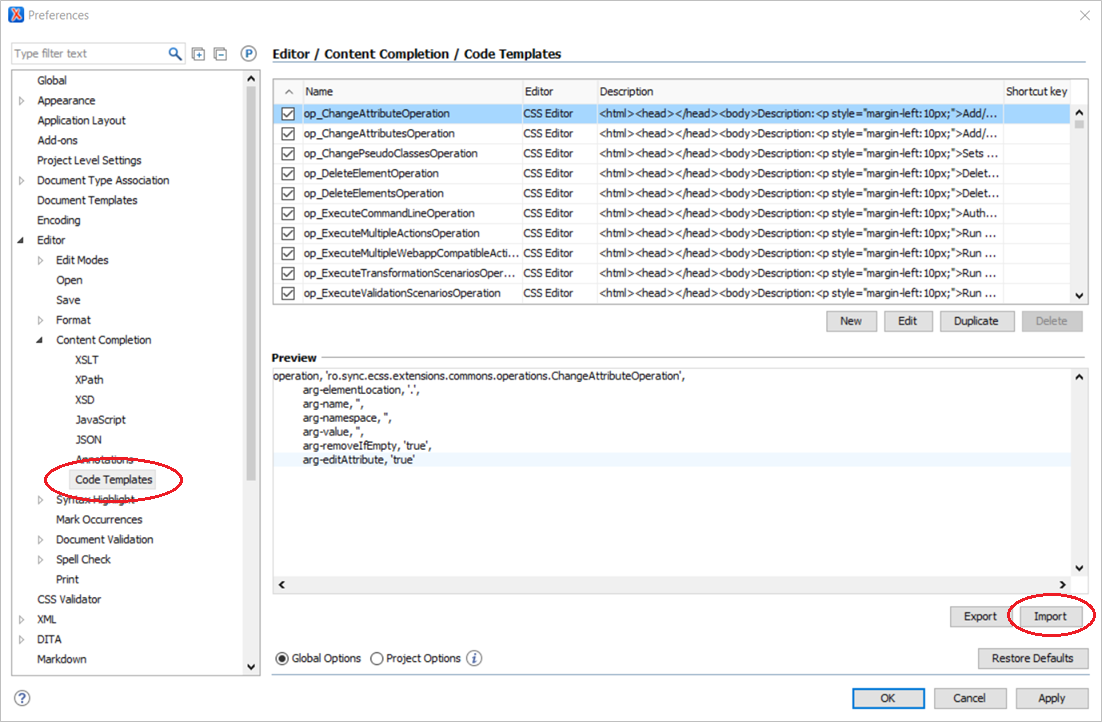 Preferences
Type filter text
P
Global
Appearance
Application Layout
Add-ons
Project Level Settings
Document Type Association
Document Templates
Encoding
Editor
Edit Modes
Open
Save
Format
Content Completion
XSLT
XPath
XSD
JavaScript
JSON
Annotations
Code Templates
Syntax Highlight
Mark Occurrences
Document Validation
Spell Check
Print
CSS Validator
XML
DITA
Markdown
Editor / Content Completion / Code Templates
Name Editor Description Shortcut key
op_ChangeAttributeOperation CSS Editor <html><head></head><body>Description:<p style="margin-left:10px;">Add/...
op_ChangeAttributesOperation CSS Editor <html><head></head><body>Description:<p style="margin-left:10px;">Add/...
op_ChangePseudoClassesOperation CSS Editor <html><head></head><body>Description:<p style="margin-left:10px;">Sets ...
op_DeleteElementOperation CSS Editor <html><head></head><body>Description:<p style="margin-left:10px;">Delet...
op_DeleteElementsOperation CSS Editor <html><head></head><body>Description:<p style="margin-left:10px;">Delet...
op_ExecuteCommandLineOperation CSS Editor <html><head></head><body>Description:<p style="margin-left:10px;">Auth...
op_ExecuteMultipleActionsOperation CSS Editor <html><head></head><body>Description:<p style="margin-left:10px;">Run ...
op_ExecuteMultipleWebappCompatibleActi... CSS Editor <html><head></head><body>Description:<p style="margin-left:10px;">Run ...
op_ExecuteTransformationScenariosOper... CSS Editor <html><head></head><body>Description:<p style="margin-left:10px;">Run ...
op_ExecuteValidationScenariosOperation CSS Editor <html><head></head><body>Description:<p style="margin-left:10px;">Run ...
New Edit Duplicate Delete
Preview
operation, 'ro.sync.ecss.extensions.commons.operations.ChangeAttributeOperation',
arg-elementLocation, '.',
arg-name, '',
arg-namespace, '',
arg-value, '',
arg-removeIfEmpty, 'true',
arg-editAttribute, 'true'
Export Import
Global Options Project Options i
Restore Defaults
?
OK Cancel Apply